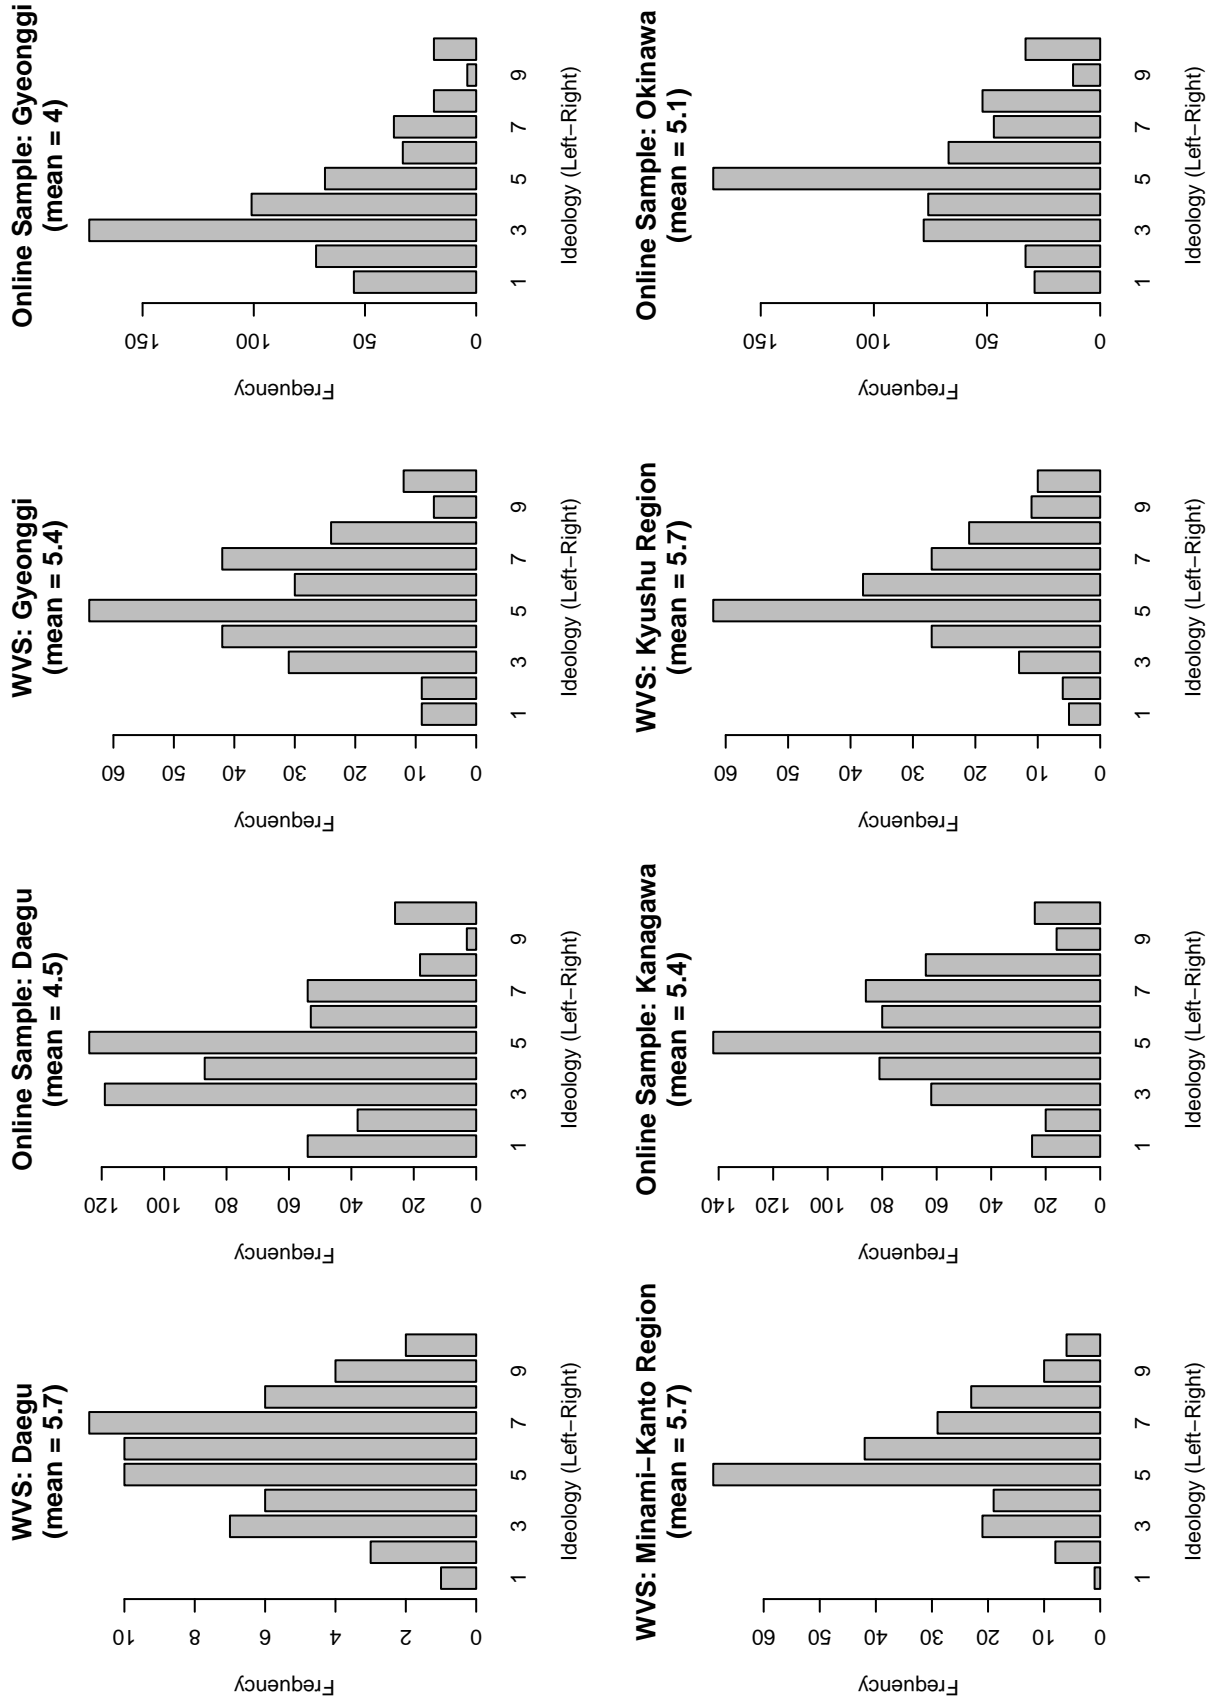 WVS: Daegu
(mean = 5.7)
Frequency
0 2 4 6 8 10
1 3 5 7 9
Ideology (Left−Right)
Online Sample: Daegu
(mean = 4.5)
Frequency
0 20 40 60 80 100 120
1 3 5 7 9
Ideology (Left−Right)
WVS: Gyeonggi
(mean = 5.4)
Frequency
0 10 20 30 40 50 60
1 3 5 7 9
Ideology (Left−Right)
Online Sample: Gyeonggi
(mean = 4)
Frequency
0 50 100 150
1 3 5 7 9
Ideology (Left−Right)
WVS: Minami−Kanto Region
(mean = 5.7)
Frequency
0 10 20 30 40 50 60
1 3 5 7 9
Ideology (Left−Right)
Online Sample: Kanagawa
(mean = 5.4)
Frequency
0 20 40 60 80 100 120 140
1 3 5 7 9
Ideology (Left−Right)
WVS: Kyushu Region
(mean = 5.7)
Frequency
0 10 20 30 40 50 60
1 3 5 7 9
Ideology (Left−Right)
Online Sample: Okinawa
(mean = 5.1)
Frequency
0 50 100 150
1 3 5 7 9
Ideology (Left−Right)